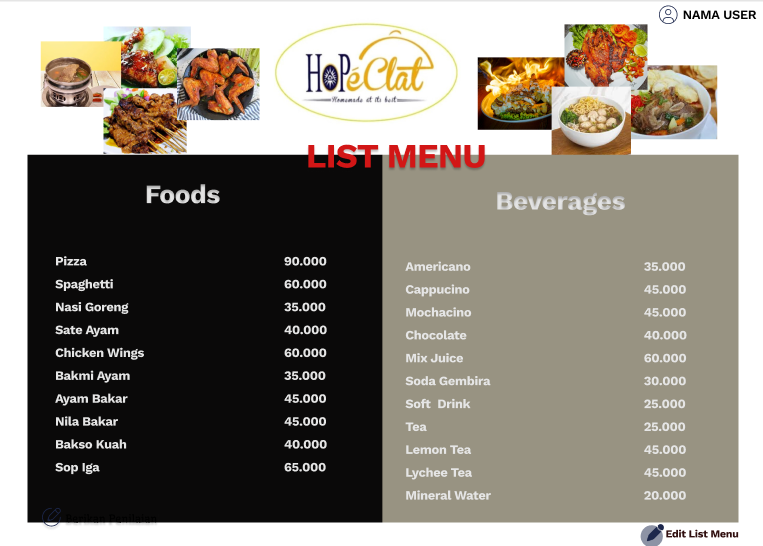 NAMA USER
HoPéClat
Homemade at its best
LIST MENU
Foods
Pizza 90.000
Spaghetti 60.000
Nasi Goreng 35.000
Sate Ayam 40.000
Chicken Wings 60.000
Bakmi Ayam 35.000
Ayam Bakar 45.000
Nila Bakar 45.000
Bakso Kuah 40.000
Sop Iga 65.000
Beverages
Americano 35.000
Cappucino 45.000
Mochacino 45.000
Chocolate 40.000
Mix Juice 60.000
Soda Gembira 30.000
Soft Drink 25.000
Tea 25.000
Lemon Tea 45.000
Lychee Tea 45.000
Mineral Water 20.000
Edit List Menu